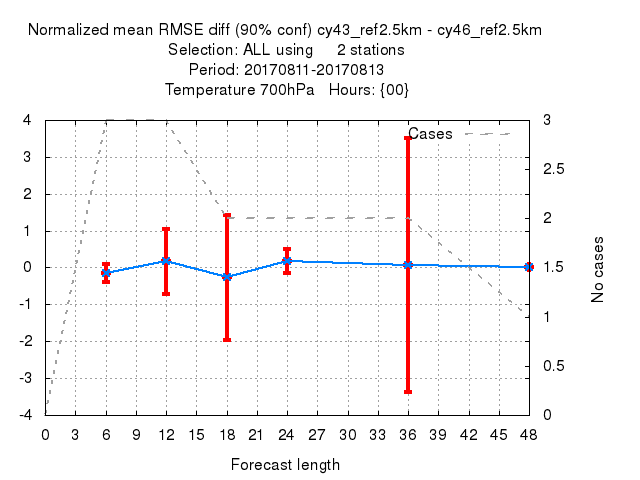 Normalized mean RMSE diff (90% conf) cy43_ref2.5km - cy46_ref2.5km
Selection: ALL using 2 stations
Period: 20170811-20170813
Temperature 700hPa Hours: {00}
Cases
4
3
2
1
0
-1
-2
-3
-4
3
2.5
2
1.5
1
0.5
0
No cases
0 3 6 9 12 15 18 21 24 27 30 33 36 39 42 45 48
Forecast length